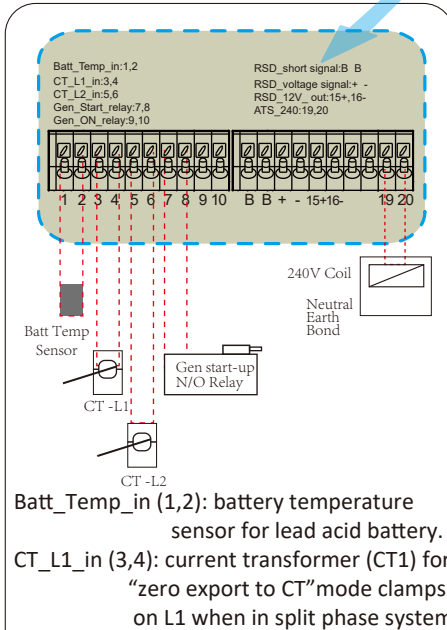 Batt_Temp_in:1,2
CT_L1_in:3,4
CT_L2_in:5,6
Gen_Start_relay:7,8
Gen_ON_relay:9,10
RSD_short signal:B B
RSD_voltage signal:+ -
RSD_12V_ out:15+,16-
ATS_240:19,20
1 2 3 4 5 6 7 8 9 10 B B + - 15+16- 19 20
240V Coil
Neutral
Earth
Bond
Batt Temp
Sensor
Gen start-up
N/O Relay
CT -L1
CT -L2
Batt_Temp_in (1,2): battery temperature
sensor for lead acid battery.
CT_L1_in (3,4): current transformer (CT1) for
“zero export to CT”mode clamps
on L1 when in split phase system